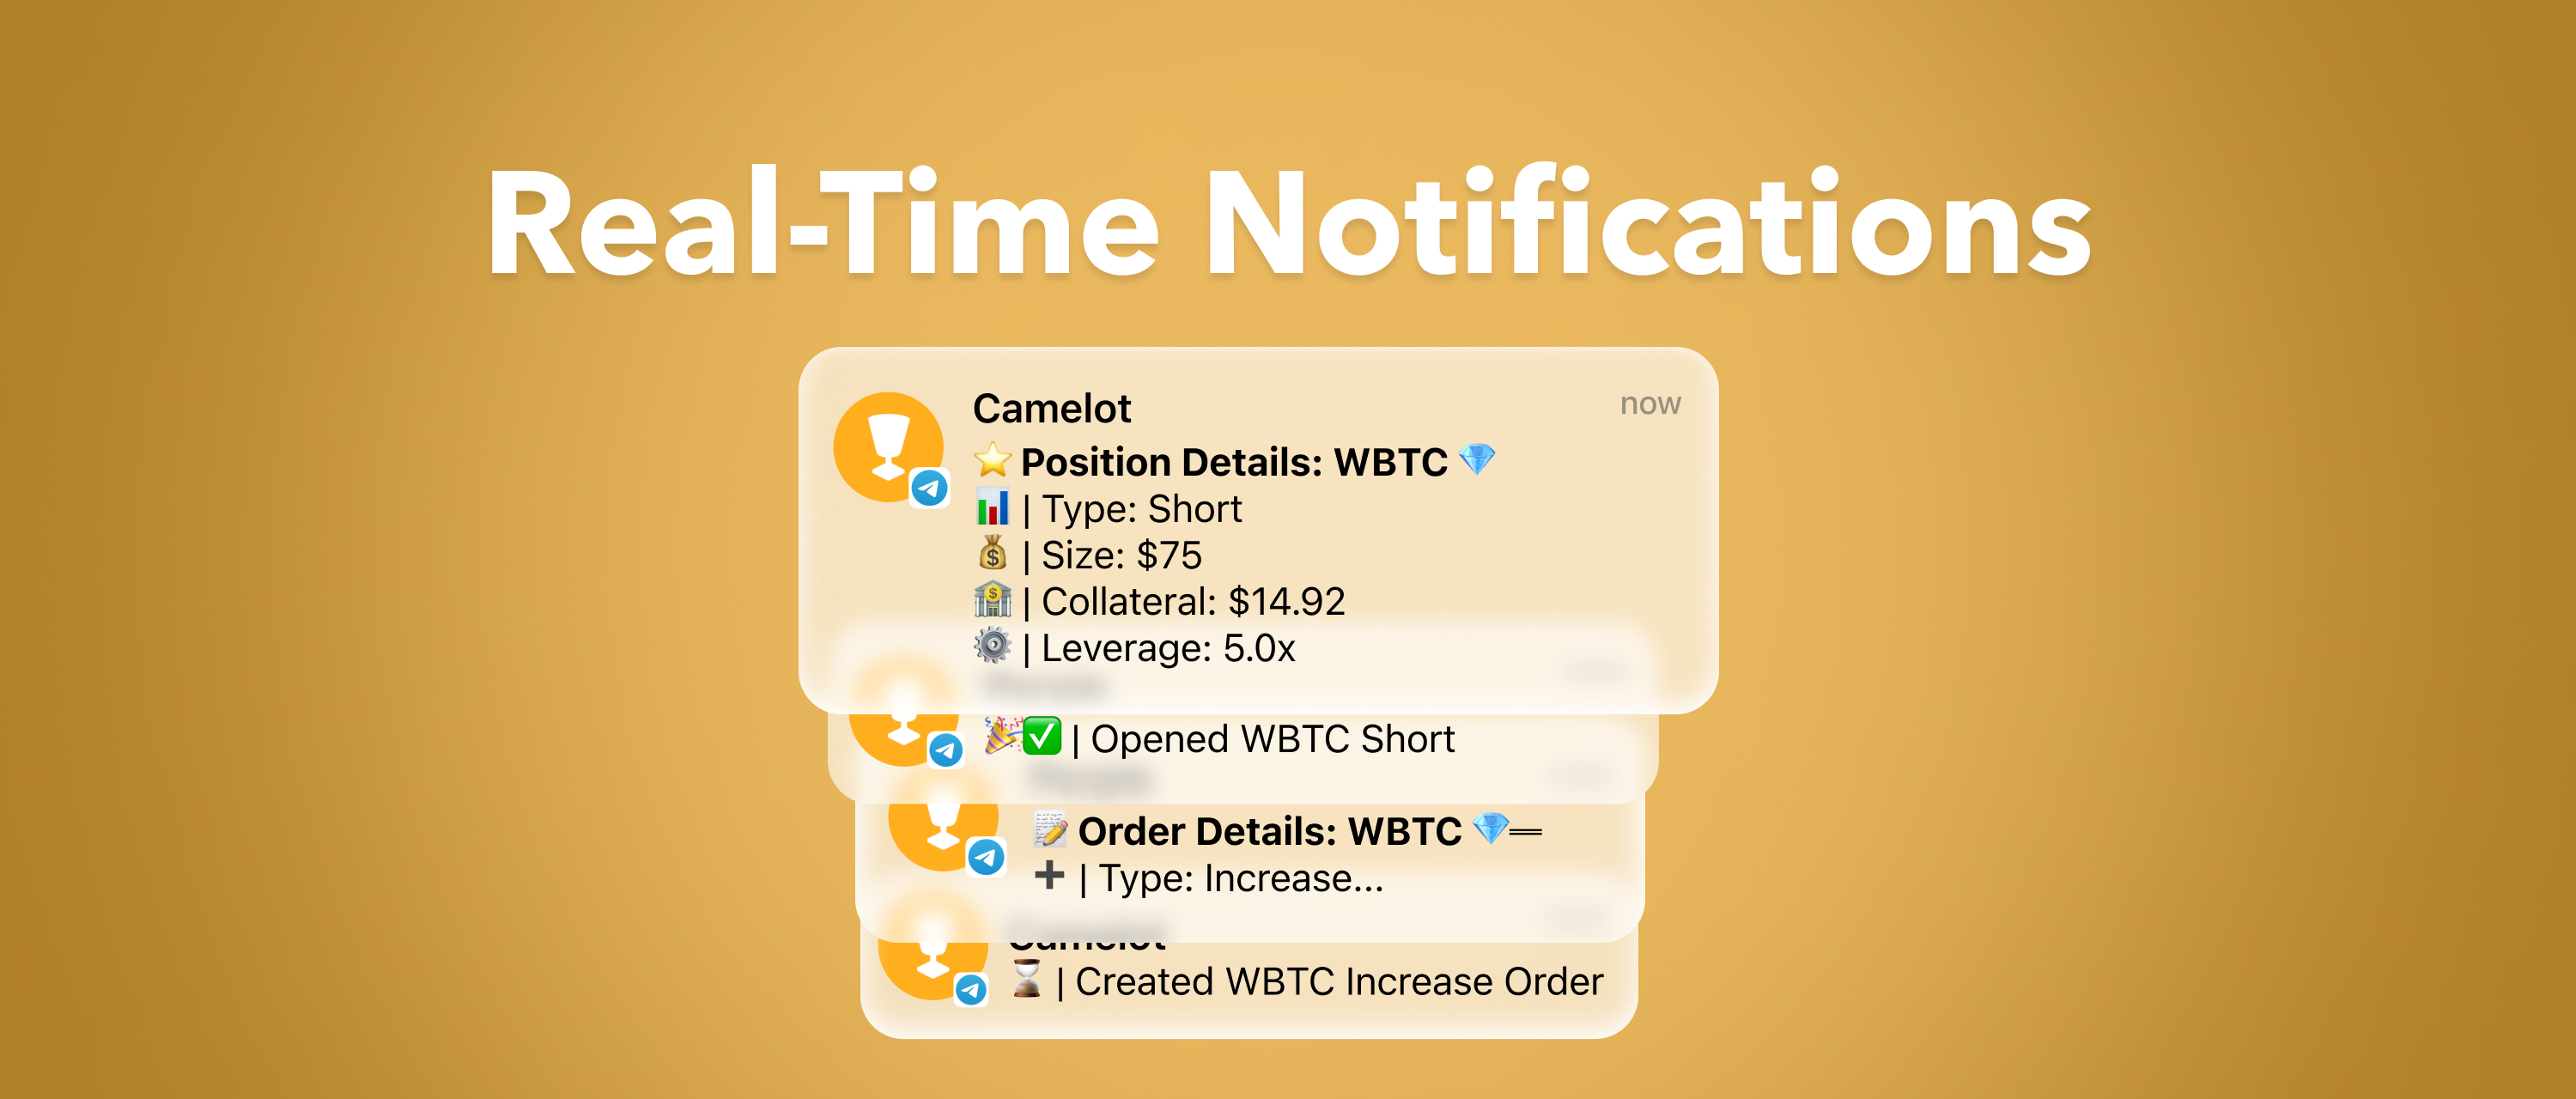 Real-Time Notifications
Camelot
now
⭐ Position Details: WBTC 💎
📊 | Type: Short
💰 | Size: $75
🏦 | Collateral: $14.92
⚙️ | Leverage: 5.0x
🎉✅ | Opened WBTC Short
📝 Order Details: WBTC 💎═
➕ | Type: Increase...
Camelot
⏳ | Created WBTC Increase Order